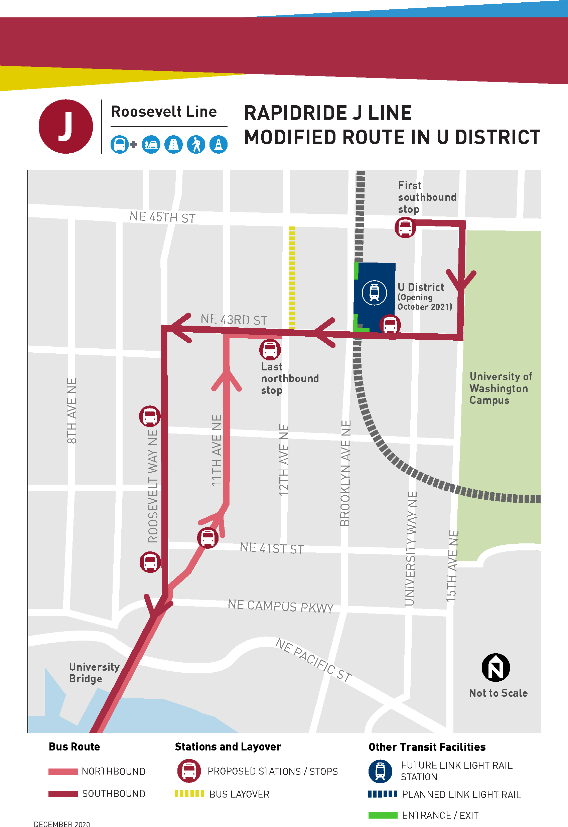 J
Roosevelt Line
RAPIDRIDE J LINE
MODIFIED ROUTE IN U DISTRICT
First
southbound
stop
NE 45TH ST
U District
(Opening
October 2021)
NE 43RD ST
Last
northbound
stop
University of
Washington
Campus
8TH AVE NE
ROOSEVELT WAY NE
11TH AVE NE
12TH AVE NE
BROOKLYN AVE NE
UNIVERSITY WAY NE
15TH AVE NE
NE 41ST ST
NE CAMPUS PKWY
NE PACIFIC ST
University
Bridge
N
Not to Scale
Bus Route
NORTHBOUND
SOUTHBOUND
Stations and Layover
PROPOSED STATIONS / STOPS
BUS LAYOVER
Other Transit Facilities
FUTURE LINK LIGHT RAIL
STATION
PLANNED LINK LIGHT RAIL
ENTRANCE / EXIT
DECEMBER 2020